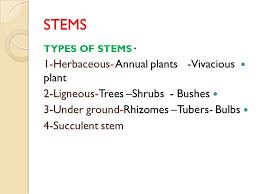 STEMS
TYPES OF STEMS ·
1-Herbaceous- Annual plants -Vivacious •
plant
2-Ligneous-Trees –Shrubs - Bushes •
3-Under ground-Rhizomes –Tubers- Bulbs •
4-Succulent stem